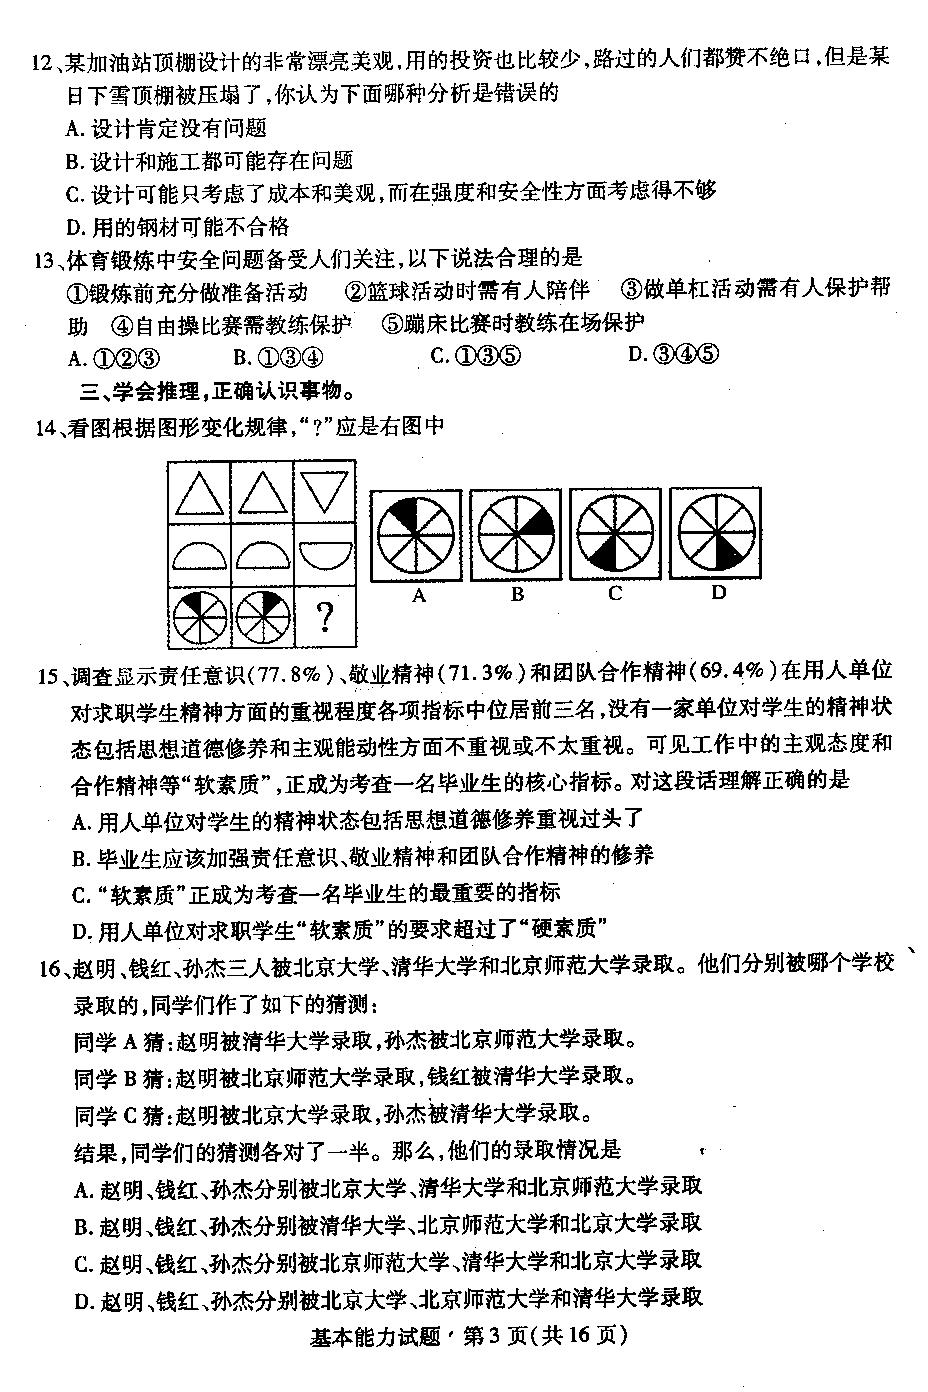 12、某加油站顶棚设计的非常漂亮美观,用的投资也比较少,路过的人们都赞不绝口,但是某
日下雪顶棚被压塌了,你认为下面哪种分析是错误的
A. 设计肯定没有问题
B. 设计和施工都可能存在问题
C. 设计可能只考虑了成本和美观,而在强度和安全性方面考虑得不够
D. 用的钢材可能不合格
13、体育锻炼中安全问题备受人们关注,以下说法合理的是
①锻炼前充分做准备活动 ②篮球活动时需有人陪伴 ③做单杠活动需有人保护帮
助 ④自由操比赛需教练保护 ⑤蹦床比赛时教练在场保护
A. ①②③ B. ①③④ C. ①③⑤ D. ③④⑤
三、学会推理,正确认识事物。
14、看图根据图形变化规律,“?”应是右图中
?
A B C D
15、调查显示责任意识(77.8%)、敬业精神(71.3%)和团队合作精神(69.4%)在用人单位
对求职学生精神方面的重视程度各项指标中位居前三名,没有一家单位对学生的精神状
态包括思想道德修养和主观能动性方面不重视或不太重视。可见工作中的主观态度和
合作精神等“软素质”,正成为考查一名毕业生的核心指标。对这段话理解正确的是
A. 用人单位对学生的精神状态包括思想道德修养重视过头了
B. 毕业生应该加强责任意识、敬业精神和团队合作精神的修养
C. “软素质”正成为考查一名毕业生的最重要的指标
D. 用人单位对求职学生“软素质”的要求超过了“硬素质”
16、赵明、钱红、孙杰三人被北京大学、清华大学和北京师范大学录取。他们分别被哪个学校
录取的,同学们作了如下的猜测:
同学 A 猜:赵明被清华大学录取,孙杰被北京师范大学录取。
同学 B 猜:赵明被北京师范大学录取,钱红被清华大学录取。
同学 C 猜:赵明被北京大学录取,孙杰被清华大学录取。
结果,同学们的猜测各对了一半。那么,他们的录取情况是
A. 赵明、钱红、孙杰分别被北京大学、清华大学和北京师范大学录取
B. 赵明、钱红、孙杰分别被清华大学、北京师范大学和北京大学录取
C. 赵明、钱红、孙杰分别被北京师范大学、清华大学和北京大学录取
D. 赵明、钱红、孙杰分别被北京大学、北京师范大学和清华大学录取
基本能力试题·第 3 页(共 16 页)